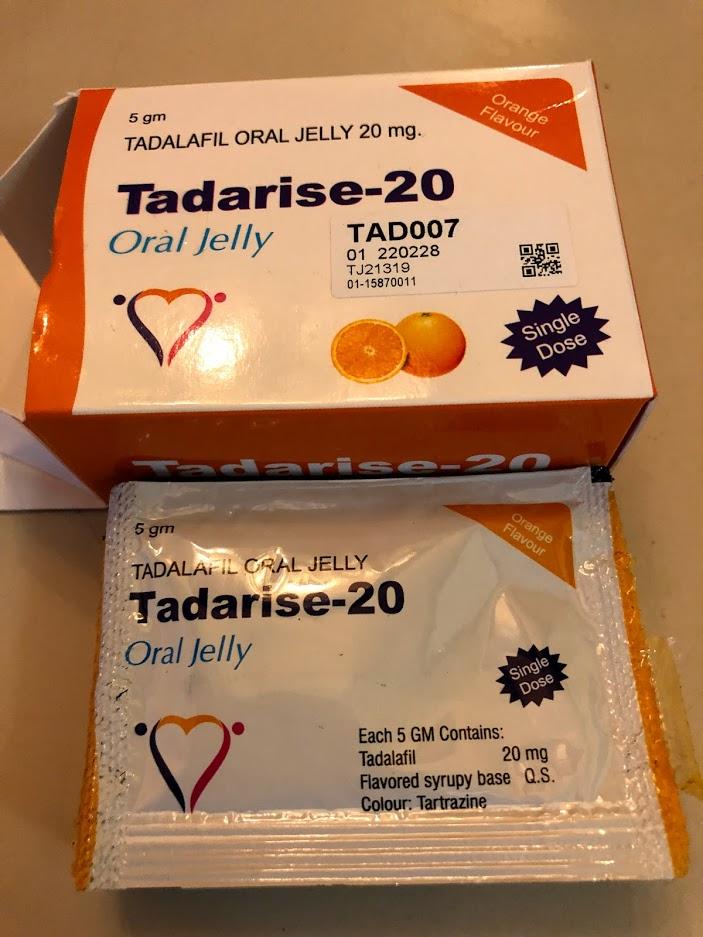 5 gm
Orange
Flavour
TADALAFIL ORAL JELLY 20 mg.
Tadarise-20
Oral Jelly
TAD007
01 220228
TJ21319
01-15870011
Single
Dose
Tadarise-20
5 gm
Orange
Flavour
TADALAFIL ORAL JELLY
Tadarise-20
Oral Jelly
Single
Dose
Each 5 GM Contains:
Tadalafil 20 mg
Flavored syrupy base Q.S.
Colour: Tartrazine